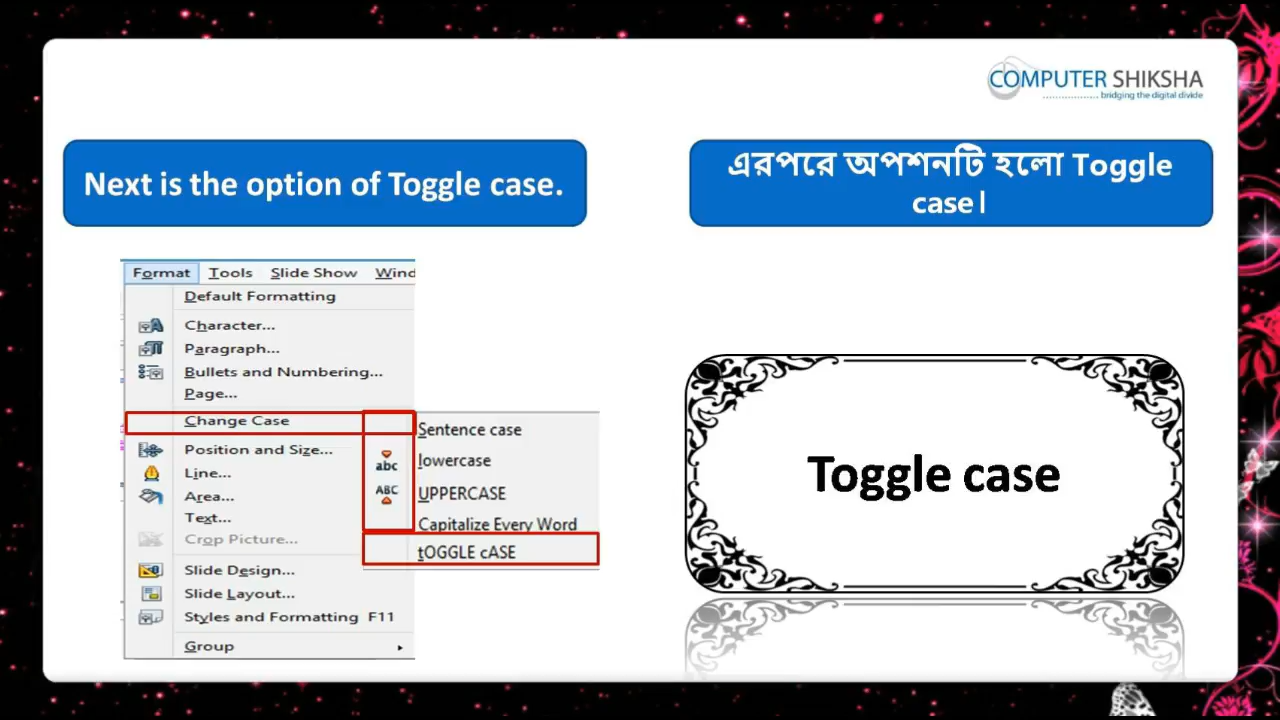 COMPUTER SHIKSHA
bridging the digital divide
Next is the option of Toggle case.
এরপরে অপশনটি হলো Toggle
case।
Format Tools Slide Show Wind
Default Formatting
Character...
Paragraph...
Bullets and Numbering...
Page...
Change Case
Position and Size...
Line...
Area...
Text...
Crop Picture...
Slide Design...
Slide Layout...
Styles and Formatting F11
Group
Sentence case
abc lowercase
ABC UPPERCASE
Capitalize Every Word
tOGGLE cASE
Toggle case